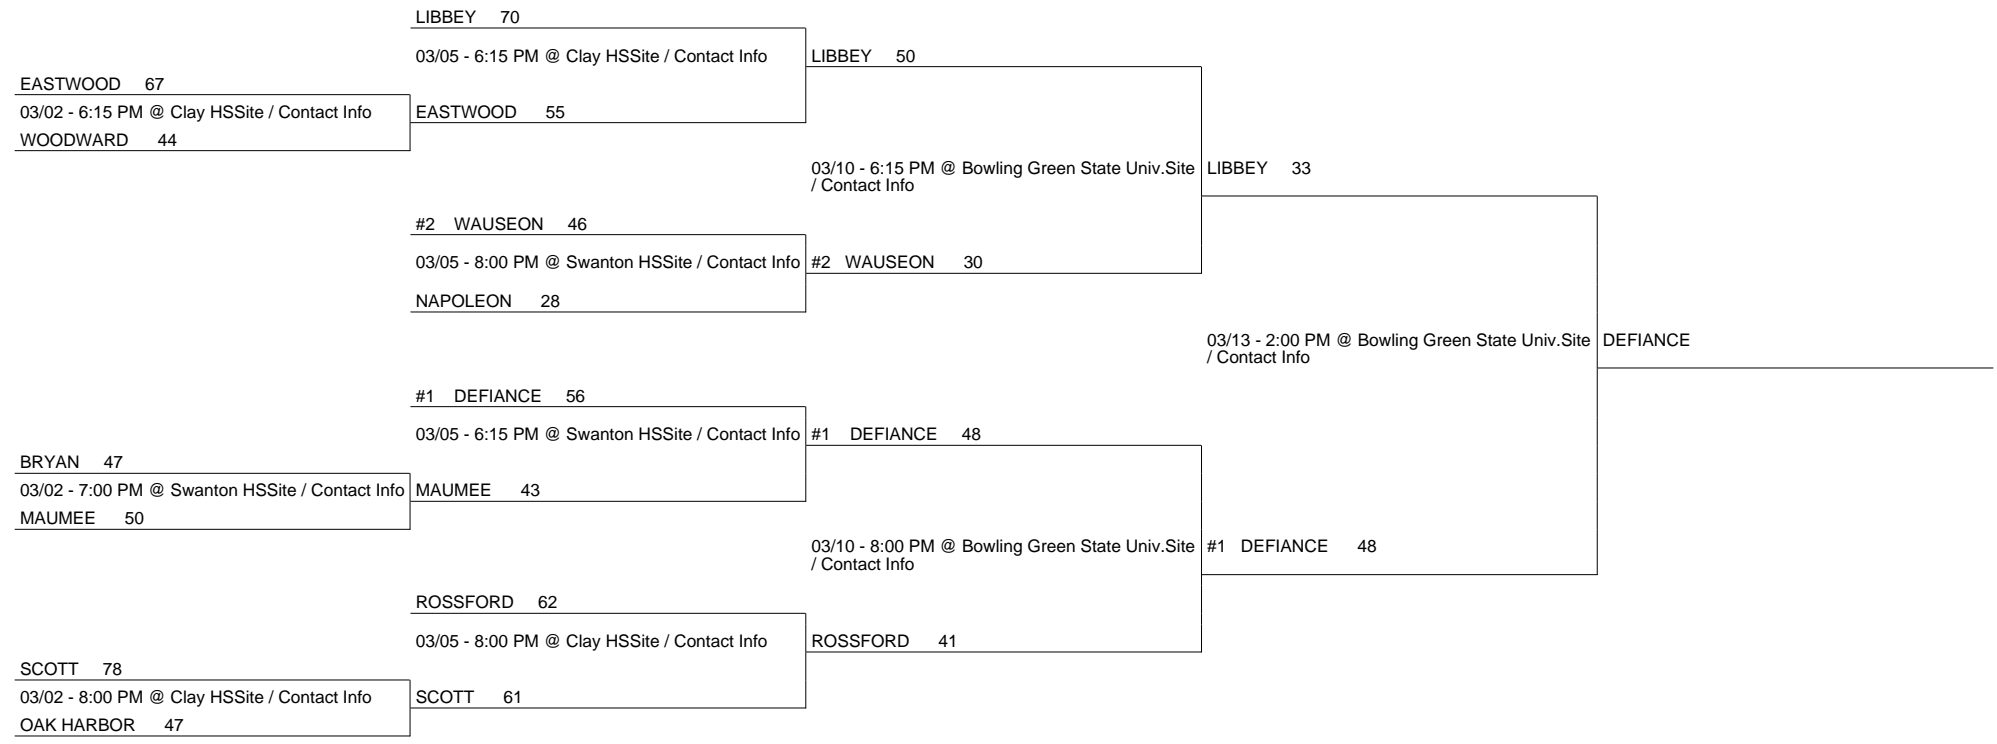 LIBBEY 70
03/05 - 6:15 PM @ Clay HSSite / Contact Info
LIBBEY 50
EASTWOOD 67
03/02 - 6:15 PM @ Clay HSSite / Contact Info
EASTWOOD 55
WOODWARD 44
03/10 - 6:15 PM @ Bowling Green State Univ.Site
/ Contact Info
LIBBEY 33
#2 WAUSEON 46
03/05 - 8:00 PM @ Swanton HSSite / Contact Info
#2 WAUSEON 30
NAPOLEON 28
03/13 - 2:00 PM @ Bowling Green State Univ.Site
/ Contact Info
DEFIANCE
#1 DEFIANCE 56
03/05 - 6:15 PM @ Swanton HSSite / Contact Info
#1 DEFIANCE 48
BRYAN 47
03/02 - 7:00 PM @ Swanton HSSite / Contact Info
MAUMEE 43
MAUMEE 50
03/10 - 8:00 PM @ Bowling Green State Univ.Site
/ Contact Info
#1 DEFIANCE 48
ROSSFORD 62
03/05 - 8:00 PM @ Clay HSSite / Contact Info
ROSSFORD 41
SCOTT 78
03/02 - 8:00 PM @ Clay HSSite / Contact Info
SCOTT 61
OAK HARBOR 47